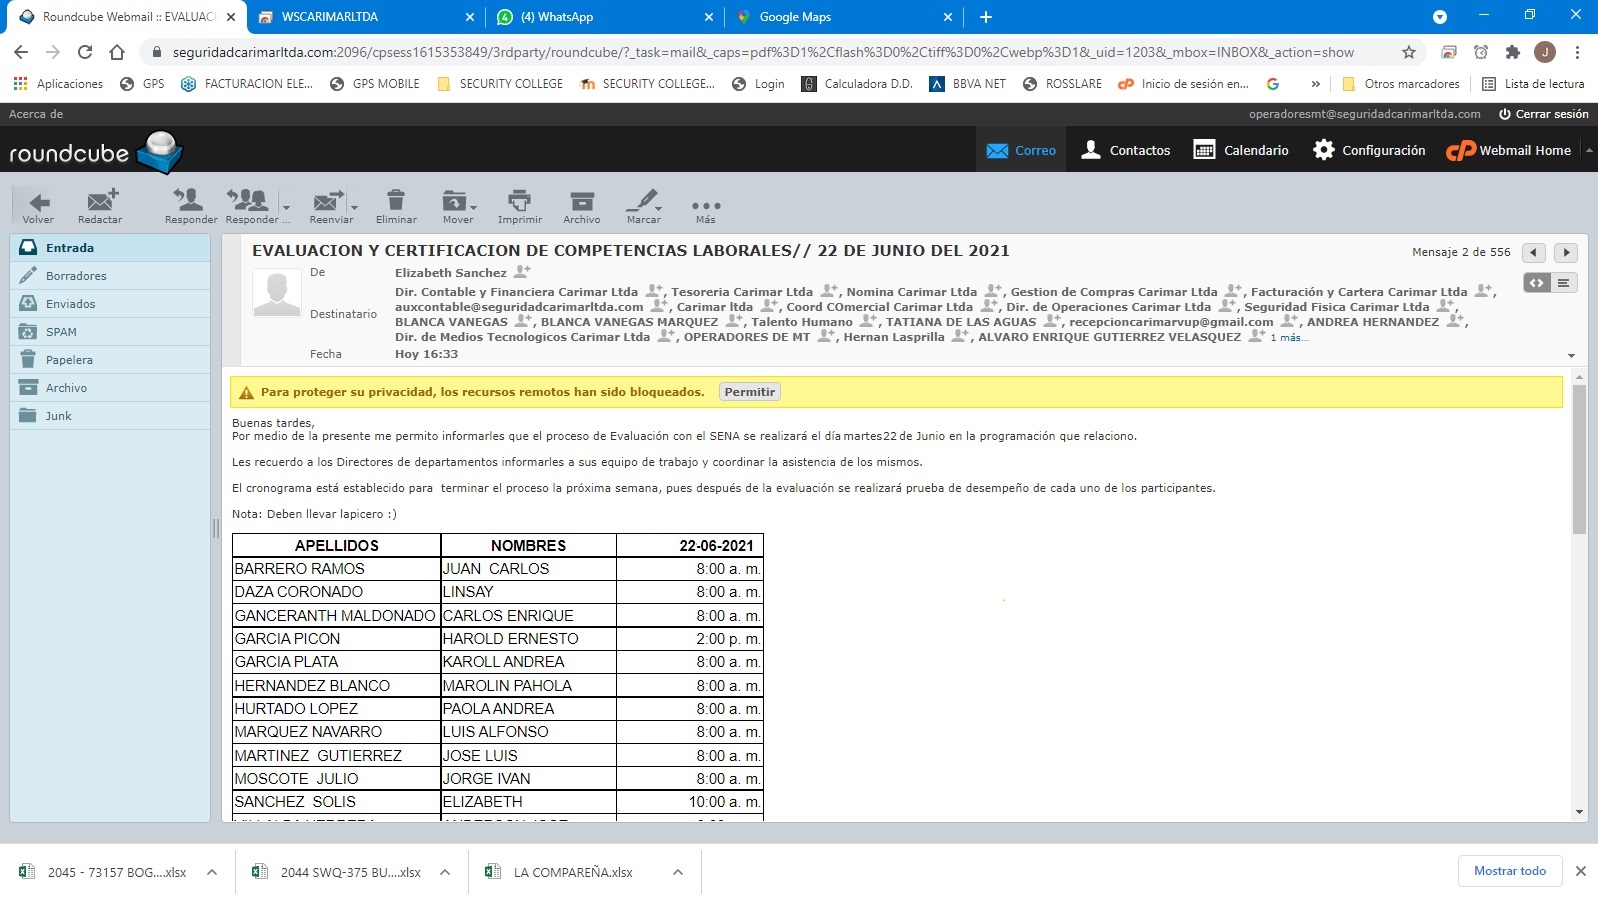 Roundcube Webmail :: EVALUAC
WSCARIMARLTDA
(4) WhatsApp
Google Maps
seguridadcarimarltda.com:2096/cpsess1615353849/3rdparty/roundcube/?_task=mail&_caps=pdf%3D1%2Cflash%3D0%2Ctiff%3D0%2Cwebp%3D1&_uid=1203&_mbox=INBOX&_action=show
J
Aplicaciones
GPS
FACTURACION ELE...
GPS MOBILE
SECURITY COLLEGE
SECURITY COLLEGE...
Login
Calculadora D.D.
BBVA NET
ROSSLARE
Inicio de sesión en...
»
Otros marcadores
Lista de lectura
Acerca de
operadoresmt@seguridadcarimarltda.com
Cerrar sesión
roundcube
Correo
Contactos
Calendario
Configuración
cP Webmail Home
Volver
Redactar
Responder
Responder ...
Reenviar
Eliminar
Mover
Imprimir
Archivo
Marcar
Más
Entrada
Borradores
Enviados
SPAM
Papelera
Archivo
Junk
EVALUACION Y CERTIFICACION DE COMPETENCIAS LABORALES// 22 DE JUNIO DEL 2021
Mensaje 2 de 556
De
Elizabeth Sanchez
Destinatario
Dir. Contable y Financiera Carimar Ltda , Tesoreria Carimar Ltda , Nomina Carimar Ltda , Gestion de Compras Carimar Ltda , Facturación y Cartera Carimar Ltda ,
auxcontable@seguridadcarimarltda.com , Carimar ltda , Coord COmercial Carimar Ltda , Dir. de Operaciones Carimar Ltda , Seguridad Fisica Carimar Ltda ,
BLANCA VANEGAS , BLANCA VANEGAS MARQUEZ , Talento Humano , TATIANA DE LAS AGUAS , recepcioncarimarvup@gmail.com , ANDREA HERNANDEZ ,
Dir. de Medios Tecnologicos Carimar Ltda , OPERADORES DE MT , Hernan Lasprilla , ALVARO ENRIQUE GUTIERREZ VELASQUEZ 1 más...
Fecha
Hoy 16:33
Para proteger su privacidad, los recursos remotos han sido bloqueados. Permitir
Buenas tardes,
Por medio de la presente me permito informarles que el proceso de Evaluación con el SENA se realizará el día martes 22 de Junio en la programación que relaciono.
Les recuerdo a los Directores de departamentos informarles a sus equipo de trabajo y coordinar la asistencia de los mismos.
El cronograma está establecido para  terminar el proceso la próxima semana, pues después de la evaluación se realizará prueba de desempeño de cada uno de los participantes.
Nota: Deben llevar lapicero :)
APELLIDOS NOMBRES 22-06-2021
BARRERO RAMOS JUAN  CARLOS 8:00 a. m.
DAZA CORONADO LINSAY 8:00 a. m.
GANCERANTH MALDONADO CARLOS ENRIQUE 8:00 a. m.
GARCIA PICON HAROLD ERNESTO 2:00 p. m.
GARCIA PLATA KAROLL ANDREA 8:00 a. m.
HERNANDEZ BLANCO MAROLIN PAHOLA 8:00 a. m.
HURTADO LOPEZ PAOLA ANDREA 8:00 a. m.
MARQUEZ NAVARRO LUIS ALFONSO 8:00 a. m.
MARTINEZ  GUTIERREZ JOSE LUIS 8:00 a. m.
MOSCOTE  JULIO JORGE IVAN 8:00 a. m.
SANCHEZ  SOLIS ELIZABETH 10:00 a. m.
2045 - 73157 BOG....xlsx
2044 SWQ-375 BU....xlsx
LA COMPAREÑA.xlsx
Mostrar todo